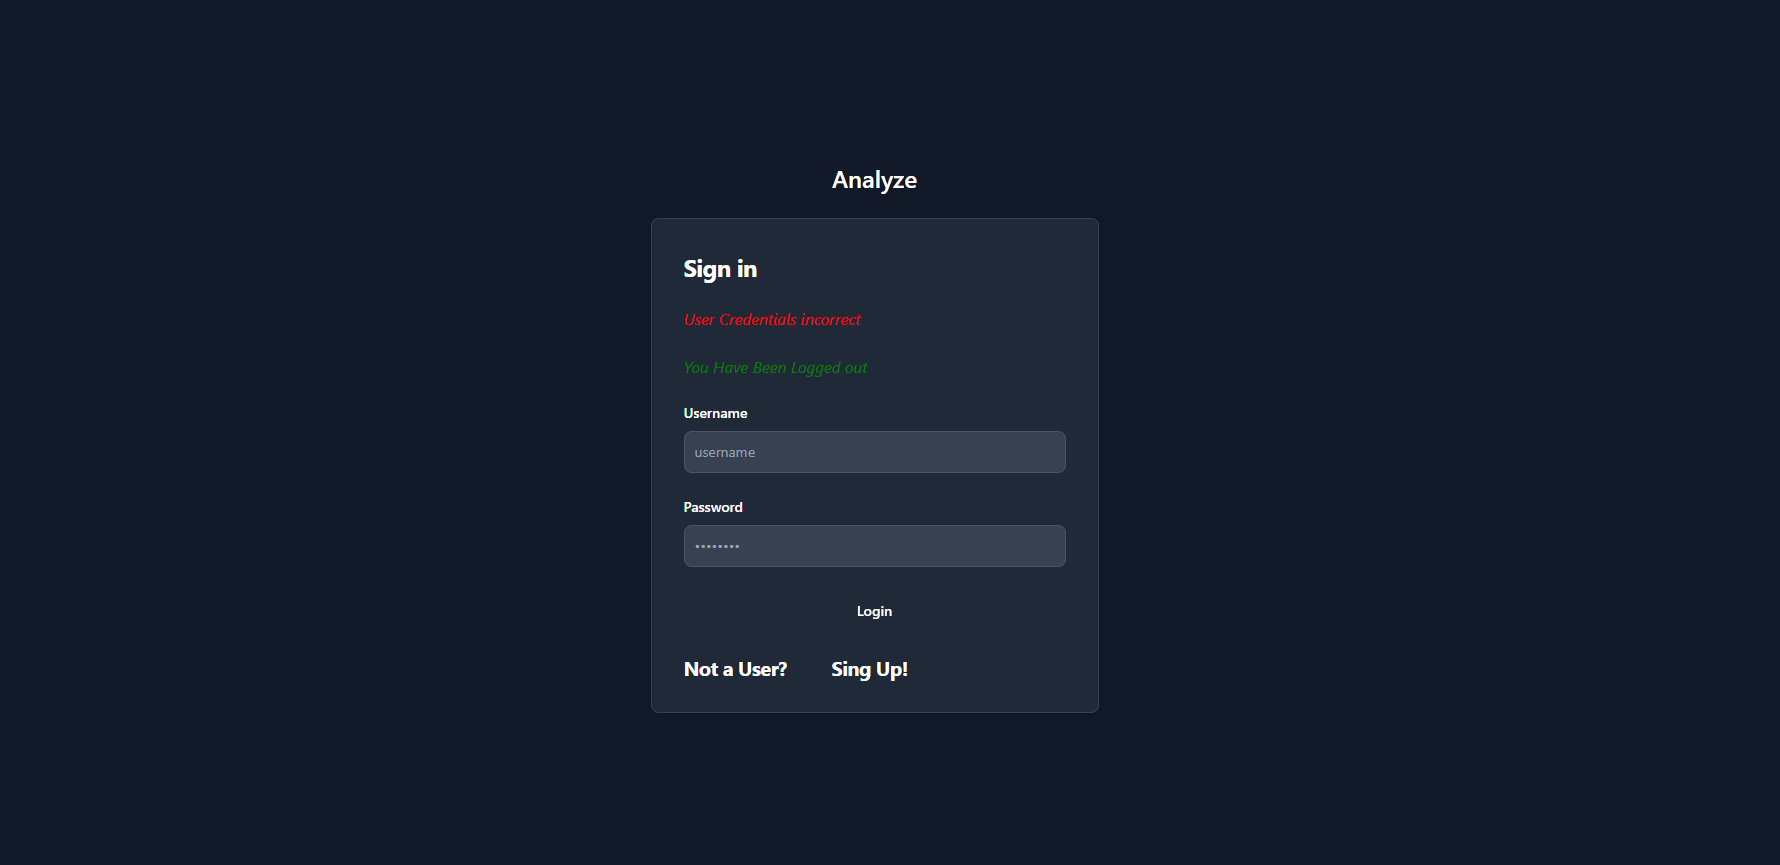 Analyze
Sign in
User Credentials incorrect
You Have Been Logged out
Username
username
Password
••••••••
Login
Not a User? Sing Up!